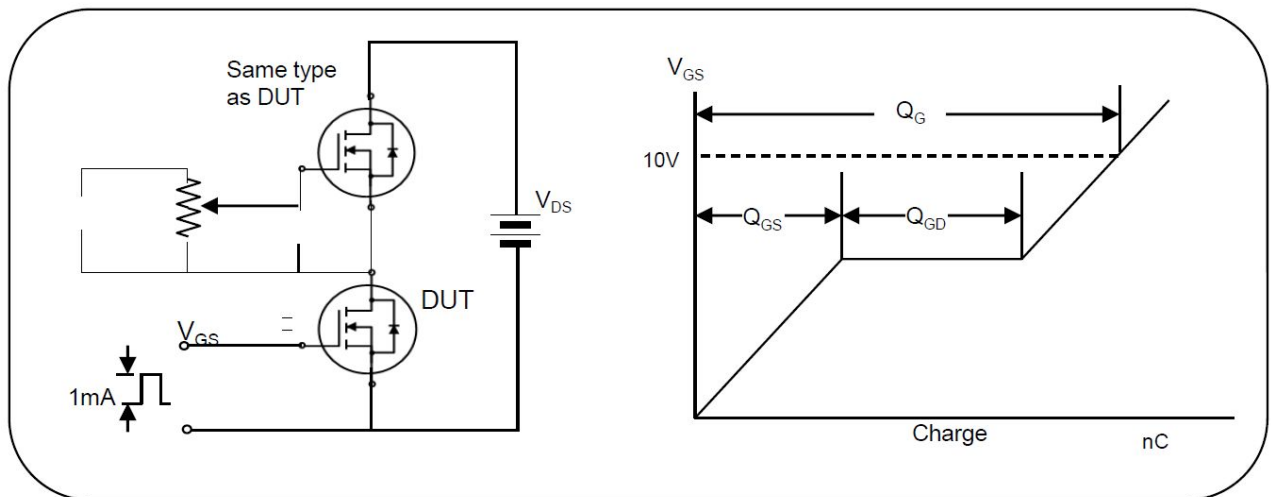 Same type
as DUT
V_DS
DUT
V_GS
1mA
V_GS
Q_G
10V
Q_GS
Q_GD
Charge
nC